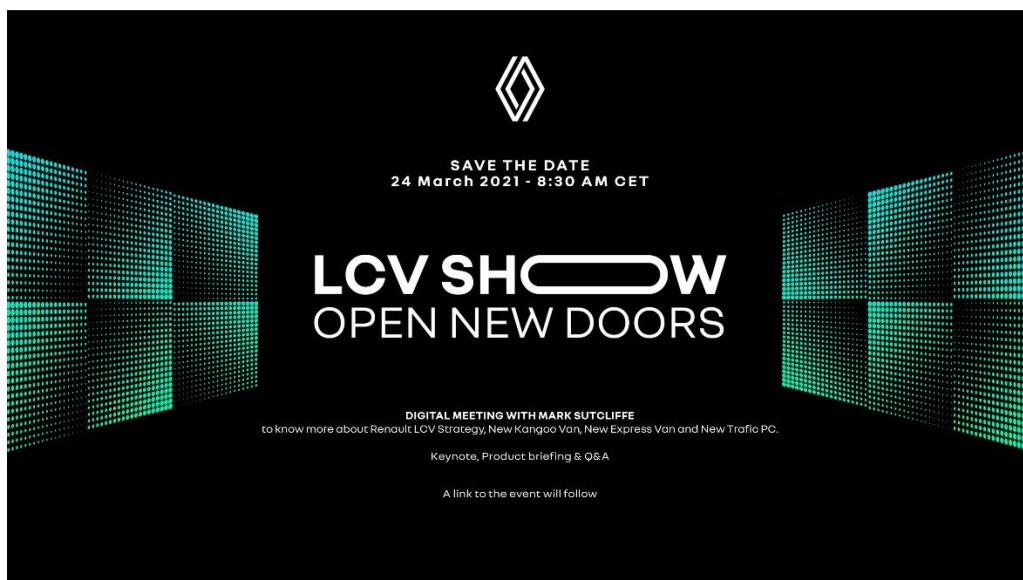 SAVE THE DATE
24 March 2021 - 8:30 AM CET
LCV SHOW
OPEN NEW DOORS
DIGITAL MEETING WITH MARK SUTCLIFFE
to know more about Renault LCV Strategy, New Kangoo Van, New Express Van and New Trafic PC.
Keynote, Product briefing & Q&A
A link to the event will follow